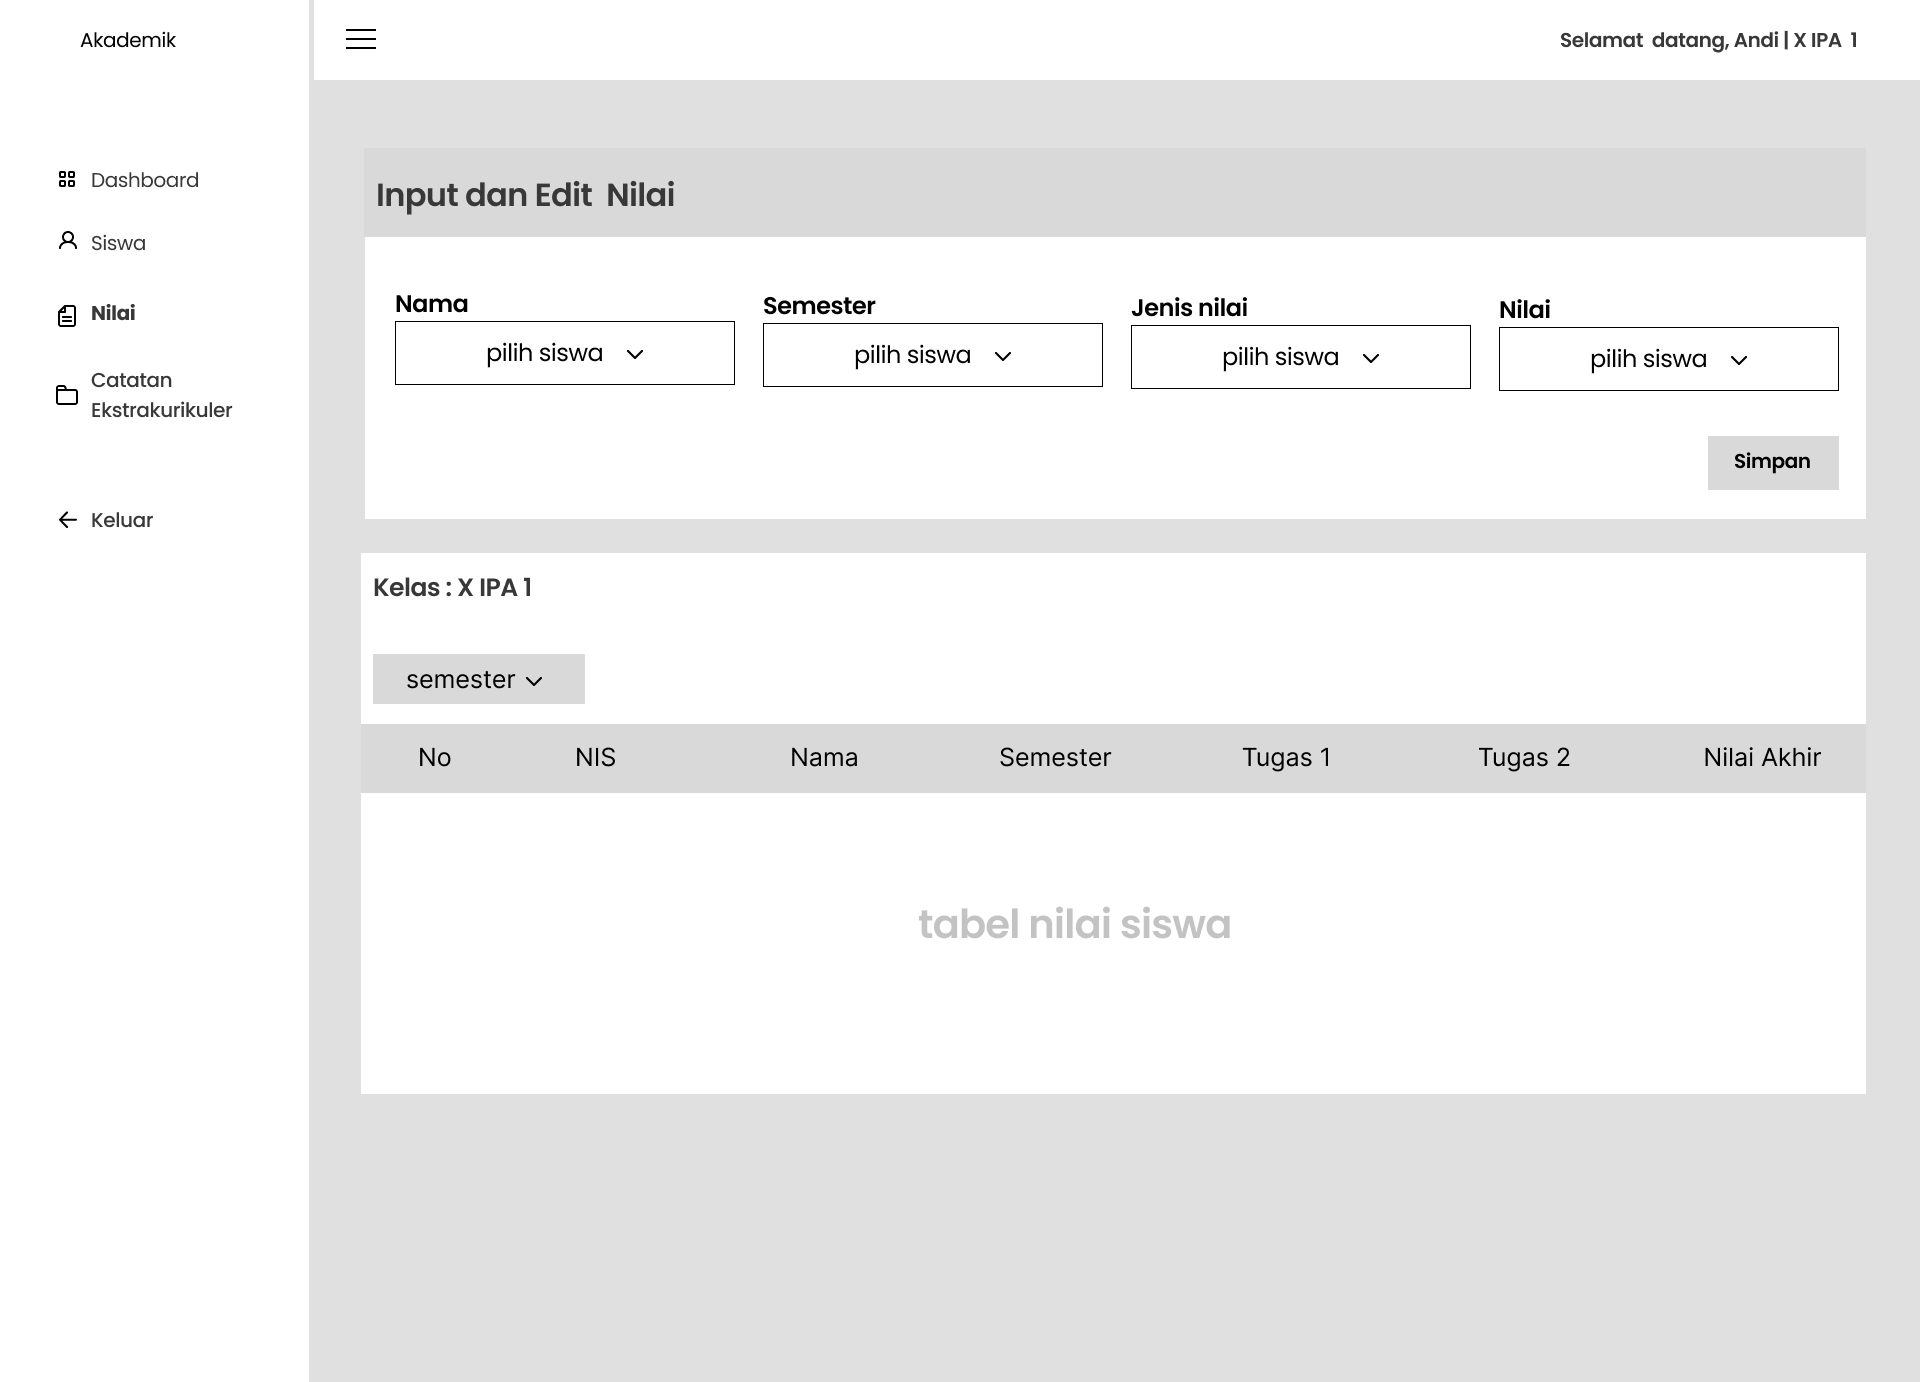 Akademik
Selamat datang, Andi | X IPA 1
Dashboard
Siswa
Nilai
Catatan
Ekstrakurikuler
Keluar
Input dan Edit Nilai
Nama
pilih siswa
Semester
pilih siswa
Jenis nilai
pilih siswa
Nilai
pilih siswa
Simpan
Kelas : X IPA 1
semester
No NIS Nama Semester Tugas 1 Tugas 2 Nilai Akhir
tabel nilai siswa